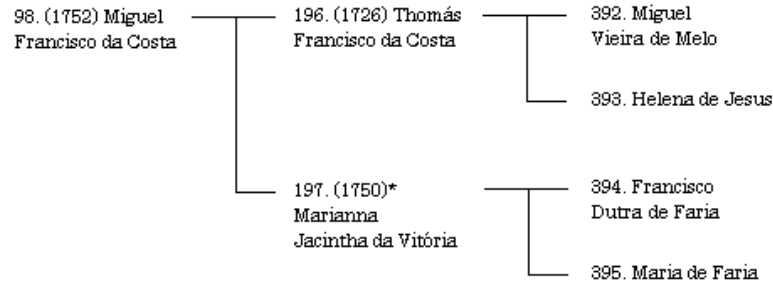 98. (1752) Miguel
Francisco da Costa
196. (1726) Thomás
Francisco da Costa
392. Miguel
Vieira de Melo
393. Helena de Jesus
197. (1750)*
Marianna
Jacintha da Vitória
394. Francisco
Dutra de Faria
395. Maria de Faria